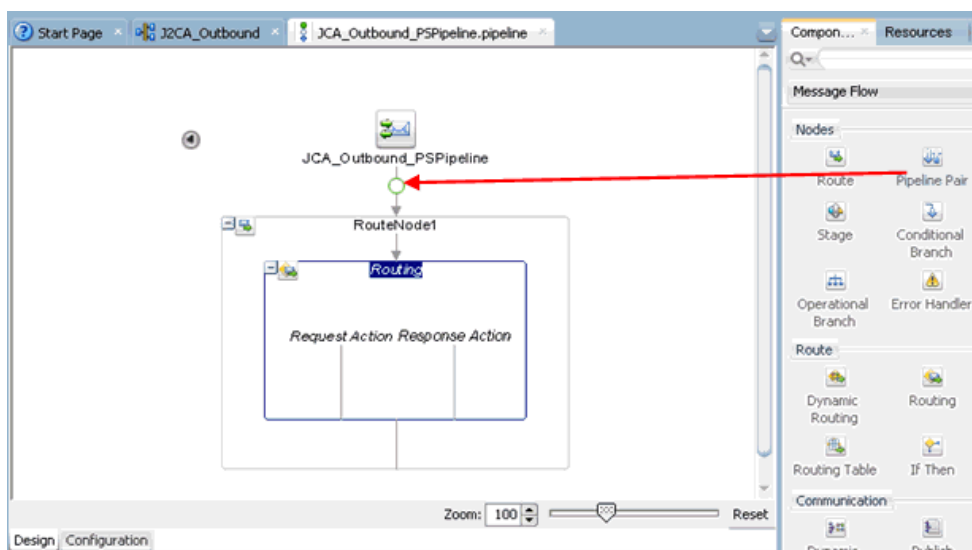 Start Page
J2CA_Outbound
JCA_Outbound_PSPipeline.pipeline
Compon...
Resources
Message Flow
Nodes
Route
Pipeline Pair
Stage
Conditional Branch
Operational Branch
Error Handler
Route
Dynamic Routing
Routing
Routing Table
If Then
Communication
Dynamic
Publish
JCA_Outbound_PSPipeline
RouteNode1
Routing
Request Action Response Action
Zoom: 100
Reset
Design
Configuration